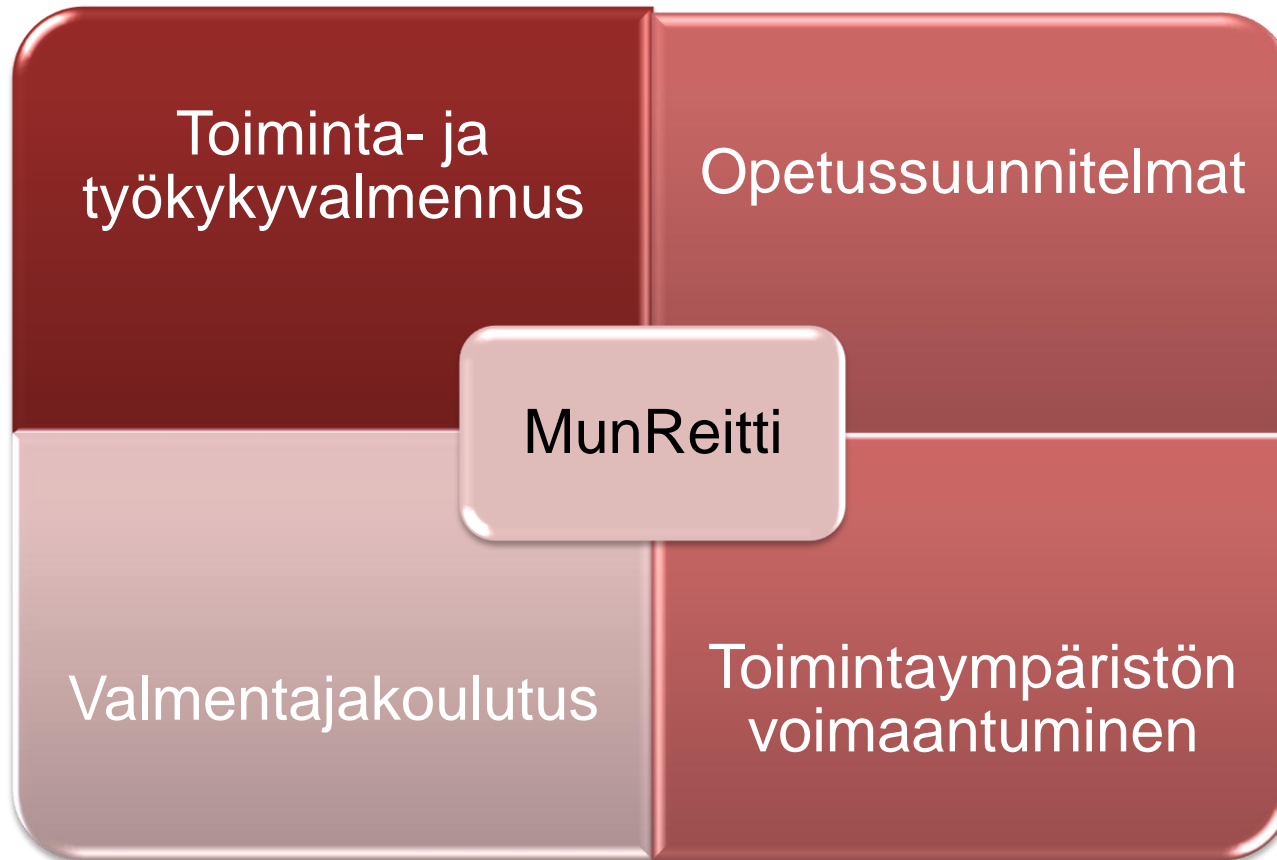 Toiminta- ja
työkykyvalmennus
Opetussuunnitelmat
MunReitti
Valmentajakoulutus
Toimintaympäristön
voimaantuminen